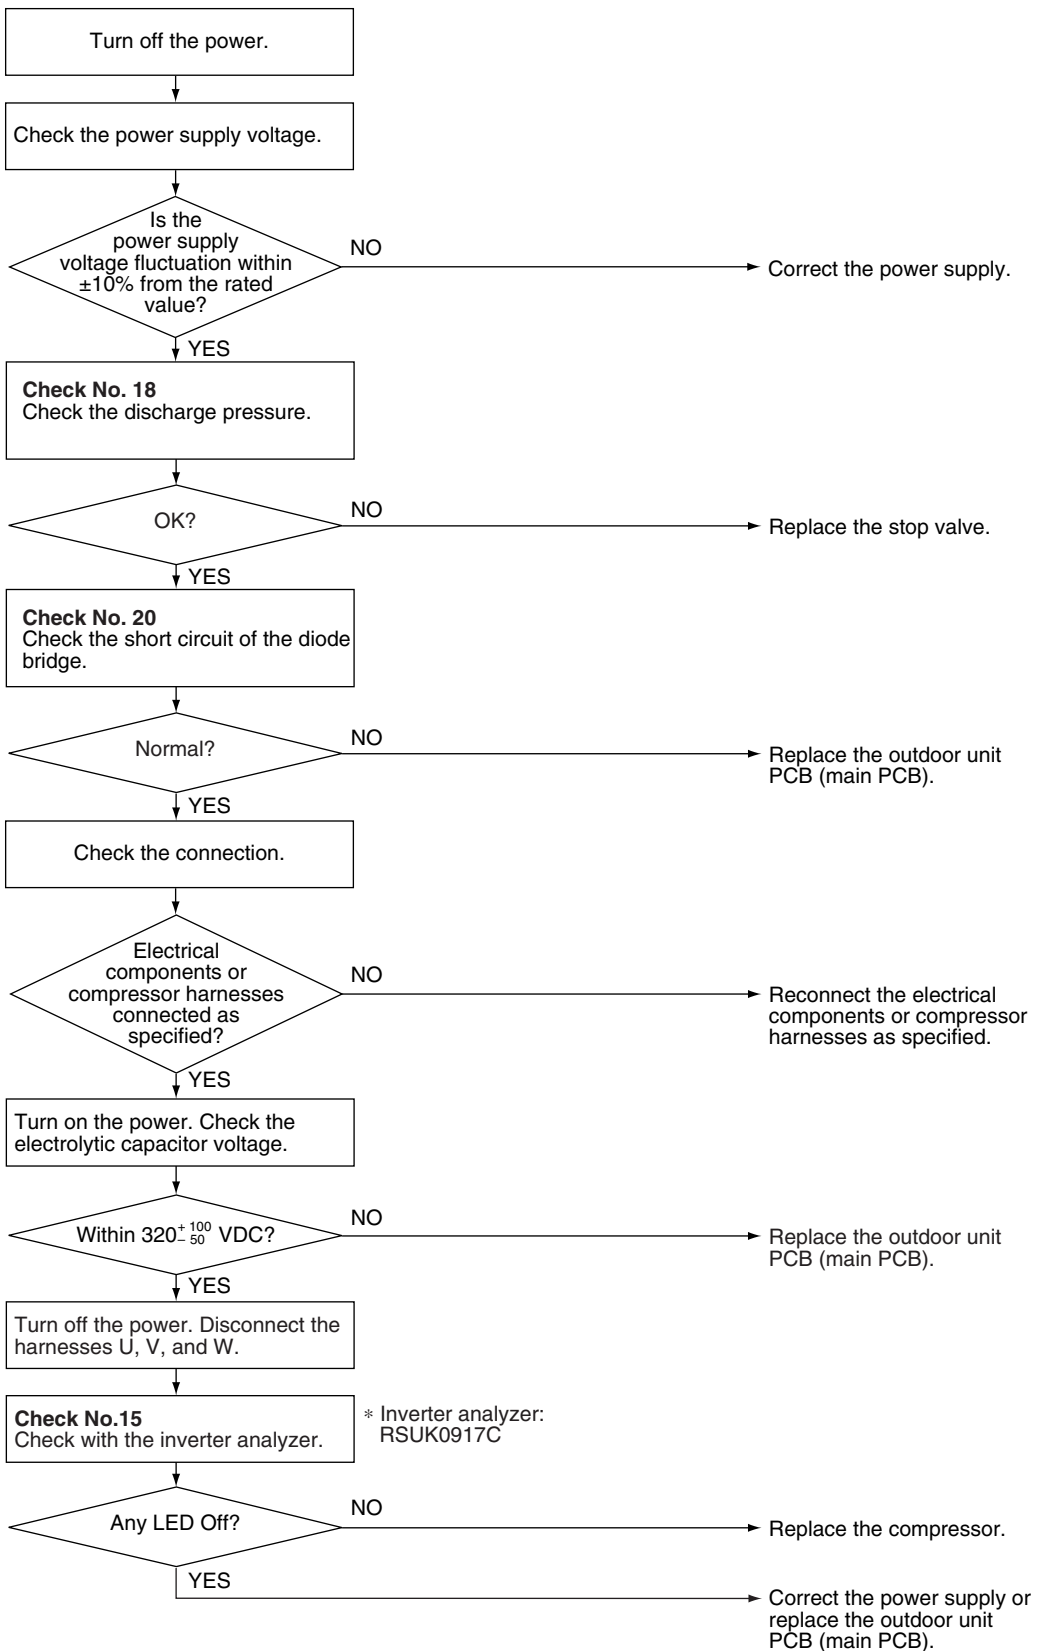 Turn off the power.
Check the power supply voltage.
Is the
power supply
voltage fluctuation within
±10% from the rated
value?
NO
Correct the power supply.
YES
Check No. 18
Check the discharge pressure.
OK?
NO
Replace the stop valve.
YES
Check No. 20
Check the short circuit of the diode
bridge.
Normal?
NO
Replace the outdoor unit
PCB (main PCB).
YES
Check the connection.
Electrical
components or
compressor harnesses
connected as
specified?
NO
Reconnect the electrical
components or compressor
harnesses as specified.
YES
Turn on the power. Check the
electrolytic capacitor voltage.
Within 320 + 100 − 50 VDC?
NO
Replace the outdoor unit
PCB (main PCB).
YES
Turn off the power. Disconnect the
harnesses U, V, and W.
Check No.15
Check with the inverter analyzer.
* Inverter analyzer:
RSUK0917C
Any LED Off?
NO
Replace the compressor.
YES
Correct the power supply or
replace the outdoor unit
PCB (main PCB).